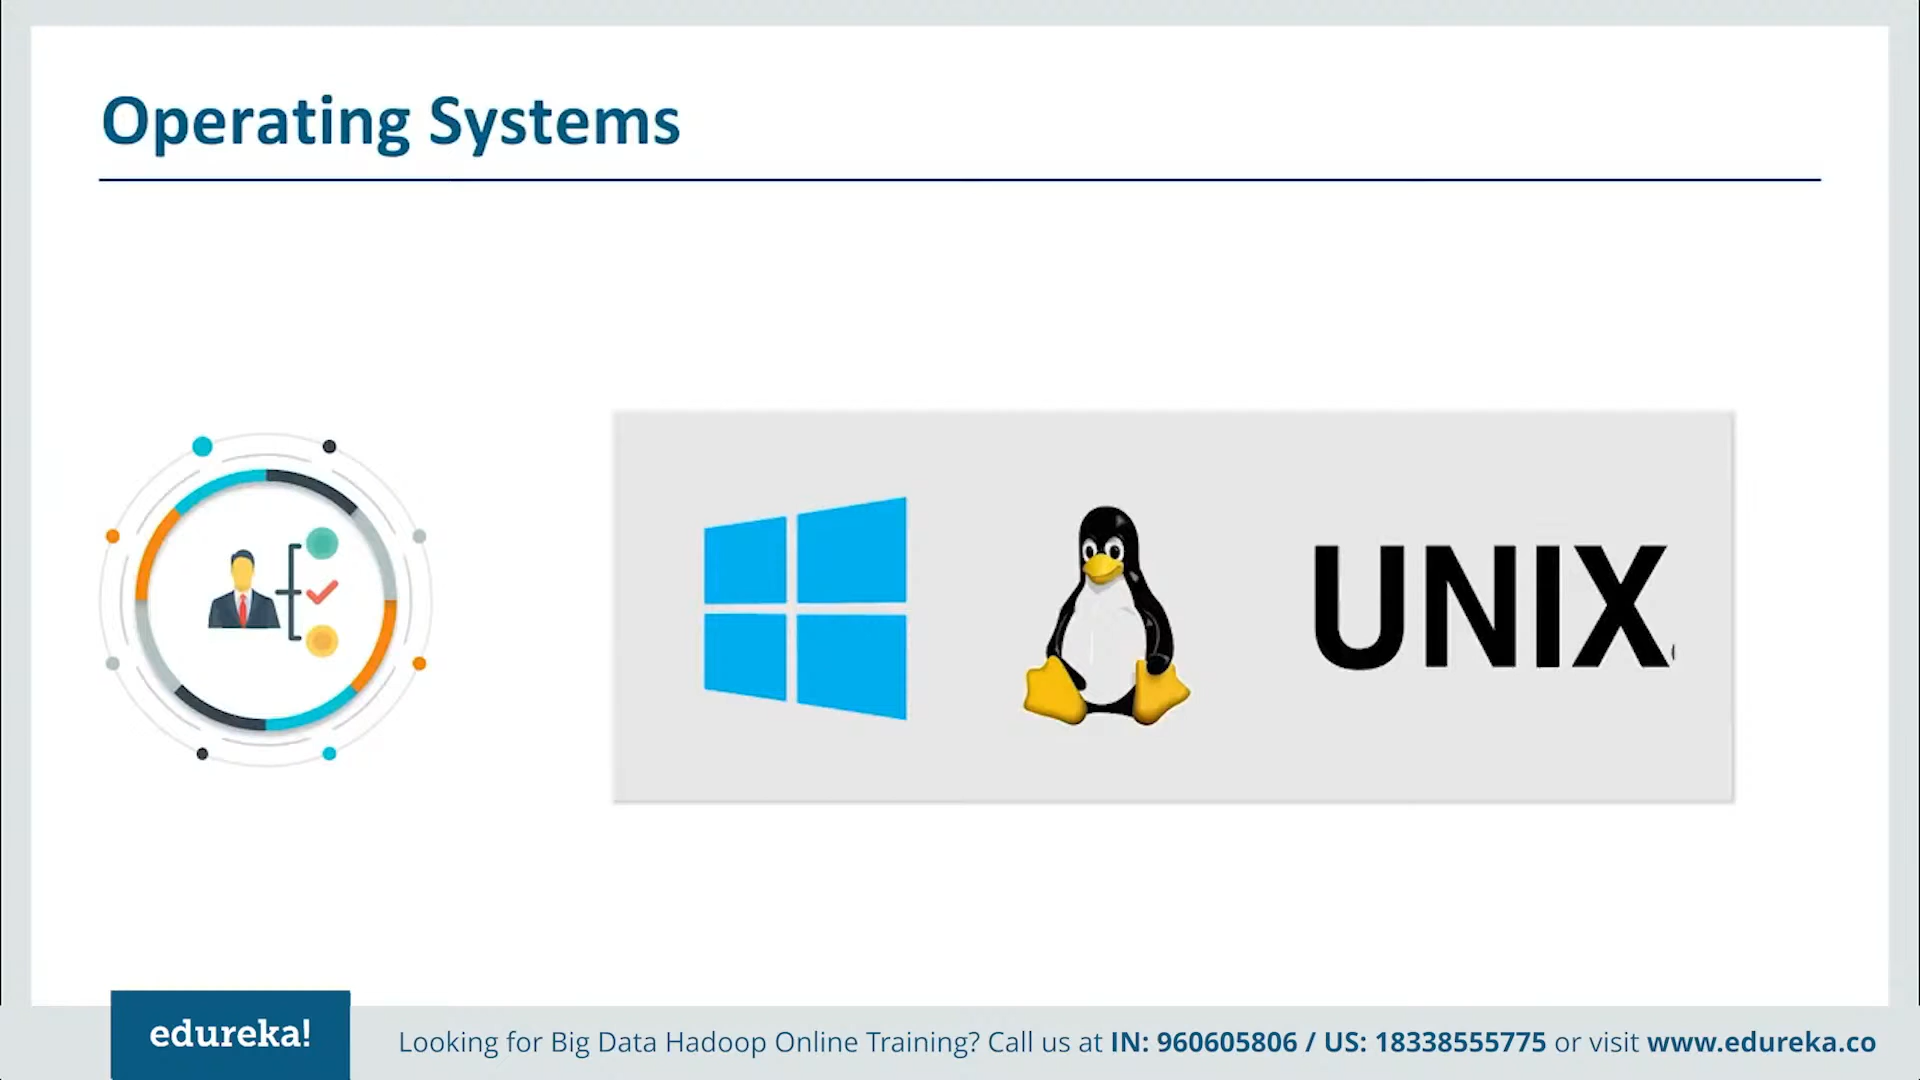 Operating Systems
UNIX
edureka!
Looking for Big Data Hadoop Online Training? Call us at IN: 960605806 / US: 18338555775 or visit www.edureka.co